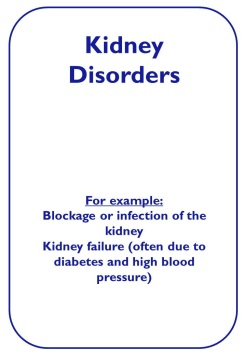 Kidney
Disorders
For example:
Blockage or infection of the
kidney
Kidney failure (often due to
diabetes and high blood
pressure)